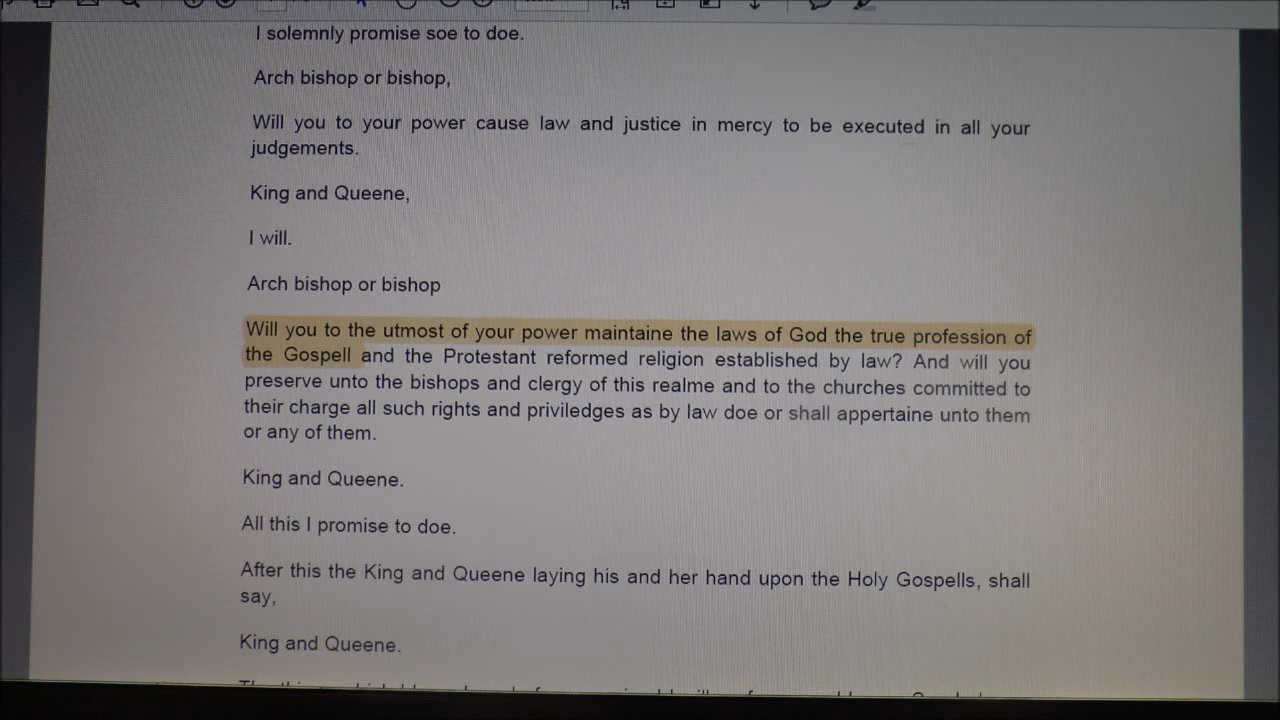 I solemnly promise soe to doe.
Arch bishop or bishop,
Will you to your power cause law and justice in mercy to be executed in all your
judgements.
King and Queene,
I will.
Arch bishop or bishop
Will you to the utmost of your power maintaine the laws of God the true profession of
the Gospell and the Protestant reformed religion established by law? And will you
preserve unto the bishops and clergy of this realme and to the churches committed to
their charge all such rights and priviledges as by law doe or shall appertaine unto them
or any of them.
King and Queene.
All this I promise to doe.
After this the King and Queene laying his and her hand upon the Holy Gospells, shall
say,
King and Queene.